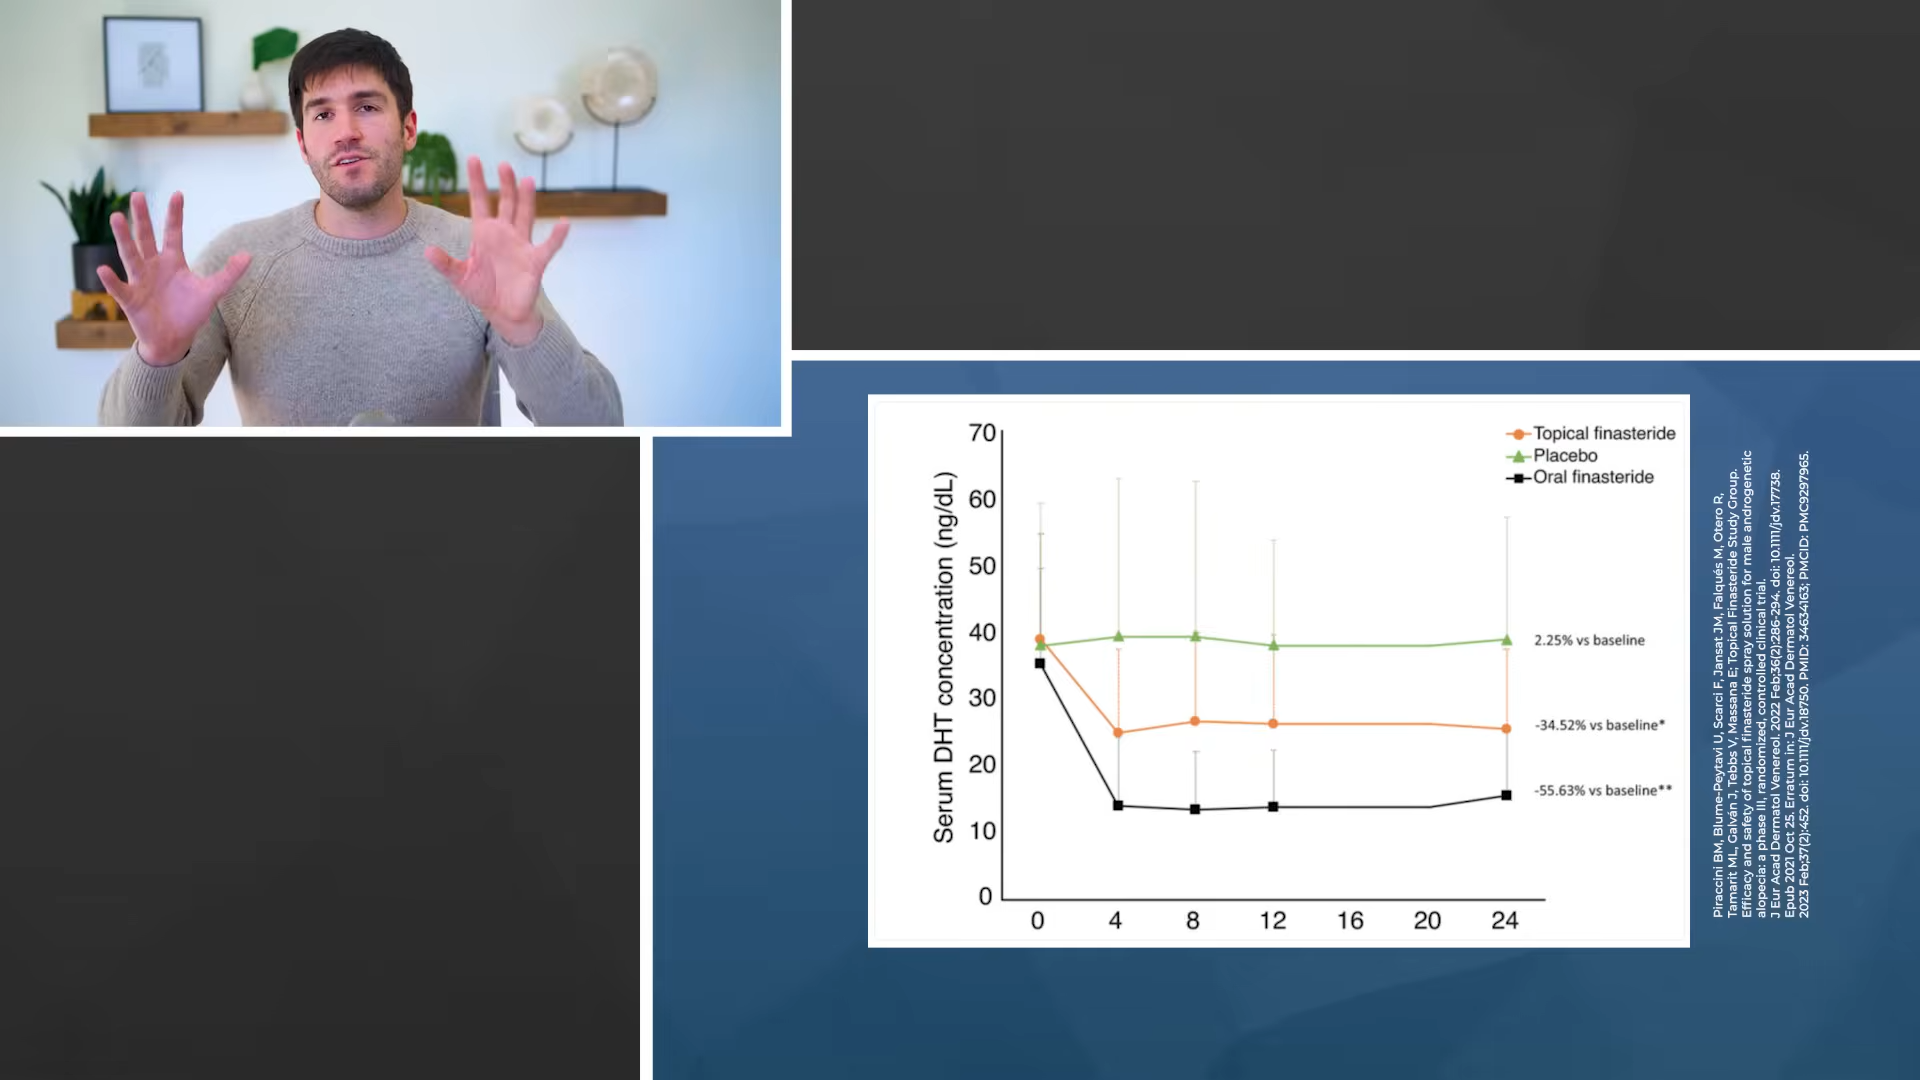 70
60
50
40
30
20
10
0
Serum DHT concentration (ng/dL)
Topical finasteride
Placebo
Oral finasteride
2.25% vs baseline
-34.52% vs baseline*
-55.63% vs baseline**
0 4 8 12 16 20 24
Piraccini BM, Blume-Peytavi U, Scarci F, Jansat JM, Falqués M, Otero R,
Tamarit ML, Galván J, Tebbs V, Massana E; Topical Finasteride Study Group.
Efficacy and safety of topical finasteride spray solution for male androgenetic
alopecia: a phase III, randomized, controlled clinical trial.
J Eur Acad Dermatol Venereol. 2022 Feb;36(2):286-294. doi: 10.1111/jdv.17738.
Epub 2021 Oct 25. Erratum in: J Eur Acad Dermatol Venereol.
2023 Feb;37(2):452. doi: 10.1111/jdv.18750. PMID: 34634163; PMCID: PMC9297965.